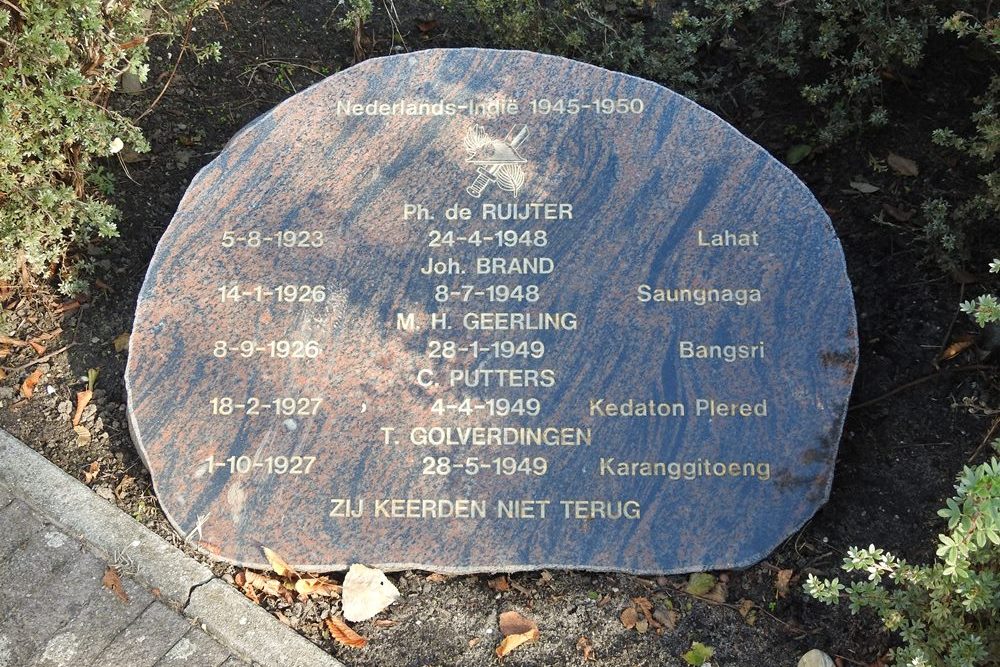 Nederlands-Indië 1945-1950
Ph. de RUIJTER
5-8-1923 24-4-1948 Lahat
Joh. BRAND
14-1-1926 8-7-1948 Saungnaga
M. H. GEERLING
8-9-1926 28-1-1949 Bangsri
C. PUTTERS
18-2-1927 4-4-1949 Kedaton Plered
T. GOLVERDINGEN
1-10-1927 28-5-1949 Karanggitoeng
ZIJ KEERDEN NIET TERUG